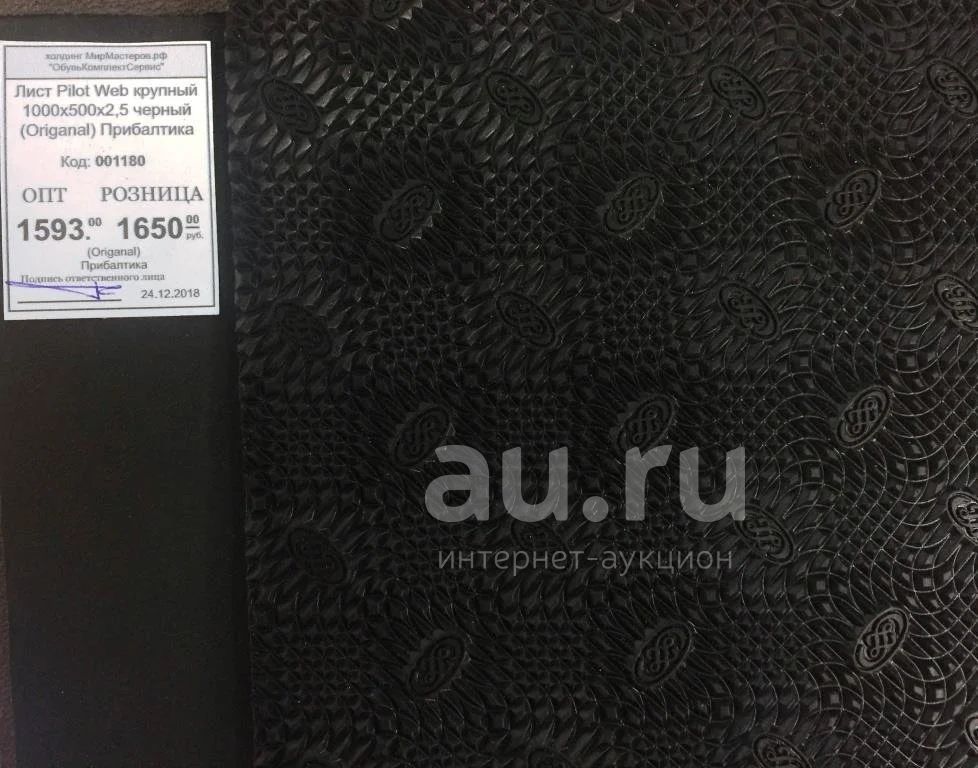 холдинг МирМастеров.рф
"ОбувьКомплектСервис"
Лист Pilot Web крупный
1000x500x2,5 черный
(Origanal) Прибалтика
Код: 001180
ОПТ РОЗНИЦА
1593.00 1650 00 руб.
(Origanal)
Прибалтика
Подпись ответственного лица
24.12.2018
au.ru
интернет-аукцион